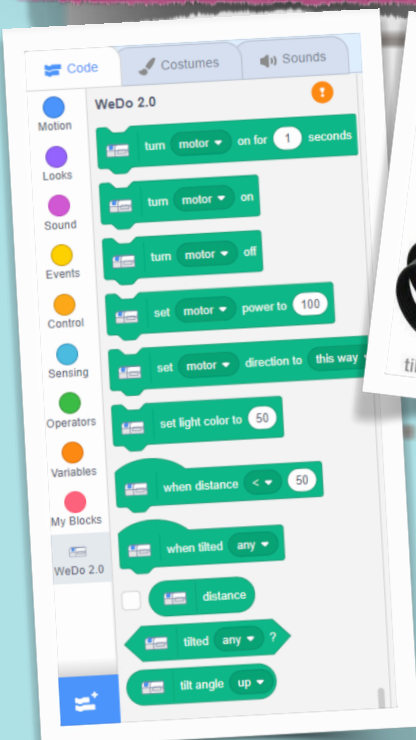 Code Costumes Sounds
WeDo 2.0 !
Motion
Looks
Sound
Events
Control
Sensing
Operators
Variables
My Blocks
WeDo 2.0
turn motor on for 1 seconds
turn motor on
turn motor off
set motor power to 100
set motor direction to this way
set light color to 50
when distance < 50
when tilted any
distance
tilted any ?
tilt angle up